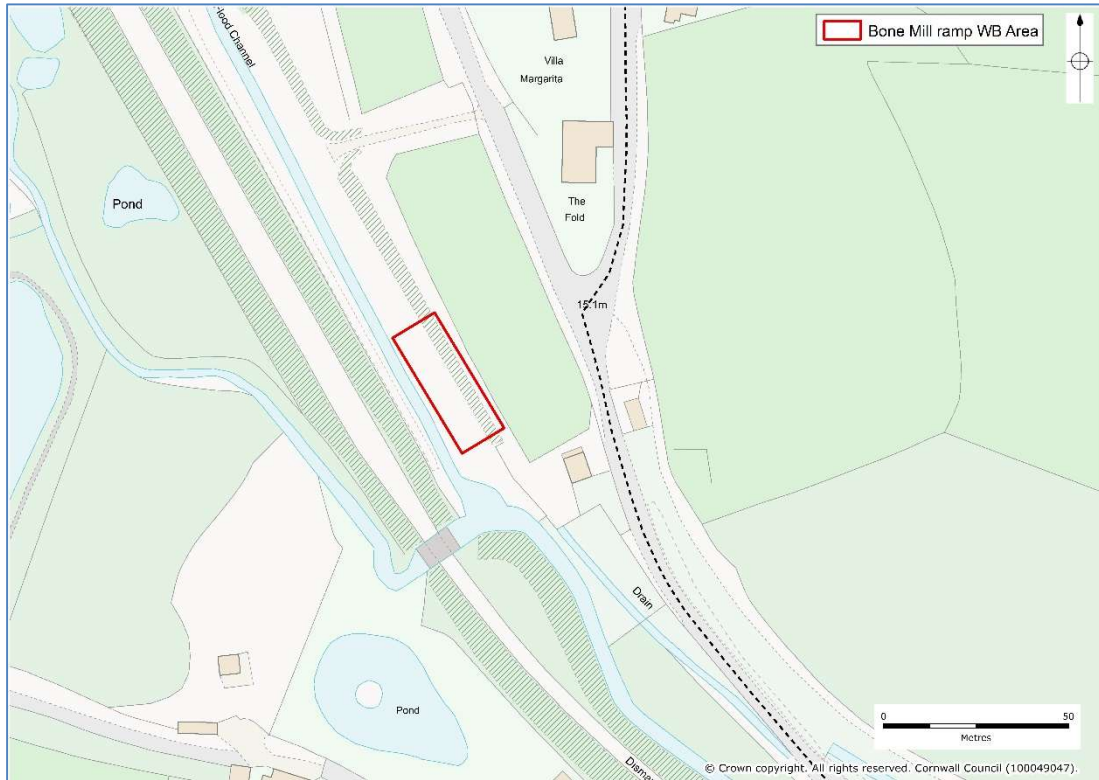 Bone Mill ramp WB Area
Flood Channel
Villa
Margarita
The
Fold
Pond
15.1m
Drain
Pond
0 50
Metres
© Crown copyright. All rights reserved. Cornwall Council (100049047).